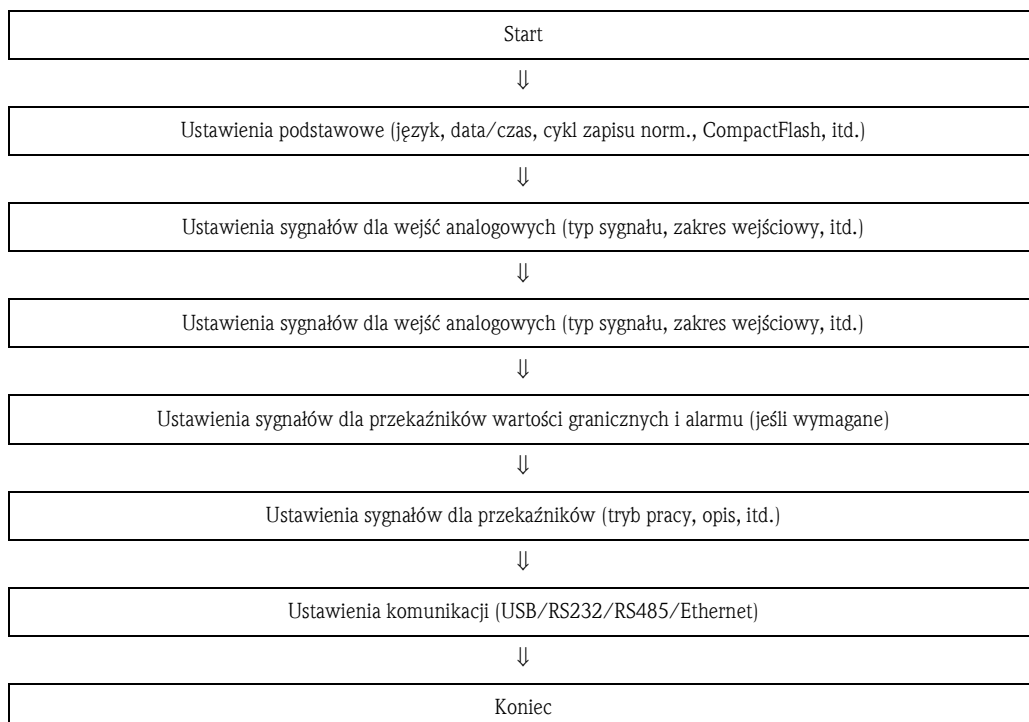 Start
⇓
Ustawienia podstawowe (język, data/czas, cykl zapisu norm., CompactFlash, itd.)
⇓
Ustawienia sygnałów dla wejść analogowych (typ sygnału, zakres wejściowy, itd.)
⇓
Ustawienia sygnałów dla wejść analogowych (typ sygnału, zakres wejściowy, itd.)
⇓
Ustawienia sygnałów dla przekaźników wartości granicznych i alarmu (jeśli wymagane)
⇓
Ustawienia sygnałów dla przekaźników (tryb pracy, opis, itd.)
⇓
Ustawienia komunikacji (USB/RS232/RS485/Ethernet)
⇓
Koniec